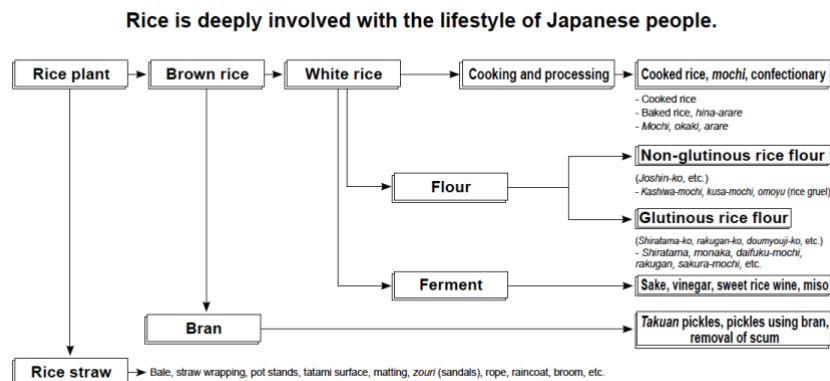 Rice is deeply involved with the lifestyle of Japanese people.
Rice plant
Brown rice
White rice
Cooking and processing
Cooked rice, mochi, confectionary
- Cooked rice
- Baked rice, hina-arare
- Mochi, okaki, arare
Non-glutinous rice flour
(Joshin-ko, etc.)
- Kashiwa-mochi, kusa-mochi, omoyu (rice gruel)
Flour
Glutinous rice flour
(Shiratama-ko, rakugan-ko, doumyouji-ko, etc.)
- Shiratama, monaka, daifuku-mochi,
rakugan, sakura-mochi, etc.
Ferment
Sake, vinegar, sweet rice wine, miso
Bran
Takuan pickles, pickles using bran,
removal of scum
Rice straw
Bale, straw wrapping, pot stands, tatami surface, matting, zouri (sandals), rope, raincoat, broom, etc.